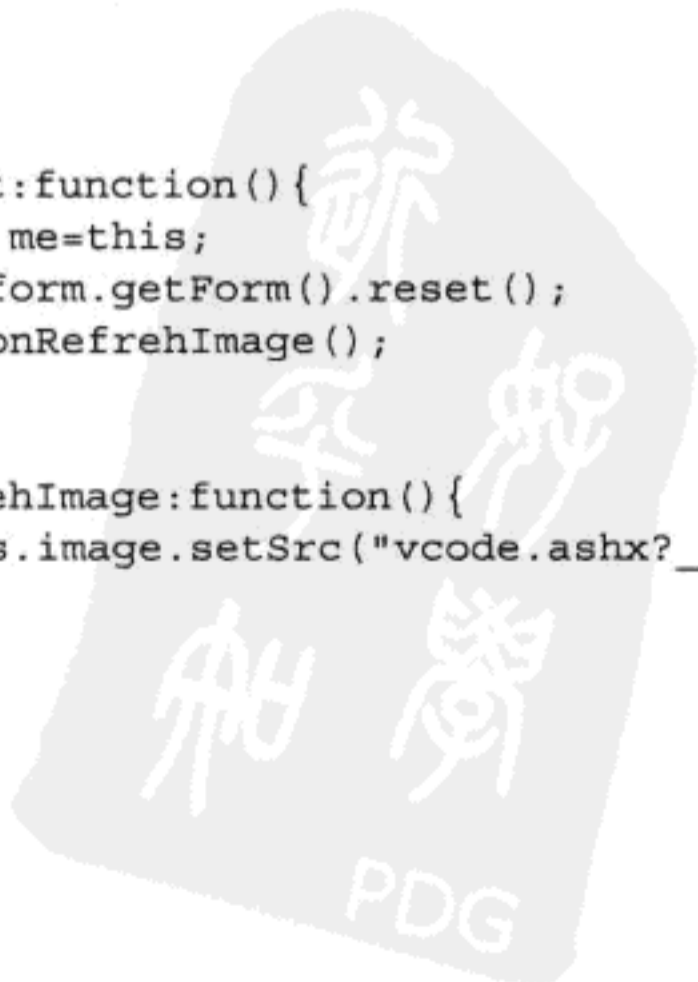 t:function(){
me=this;
form.getForm().reset();
onRefrehImage();
ehImage:function(){
s.image.setSrc("vcode.ashx?_
PDG